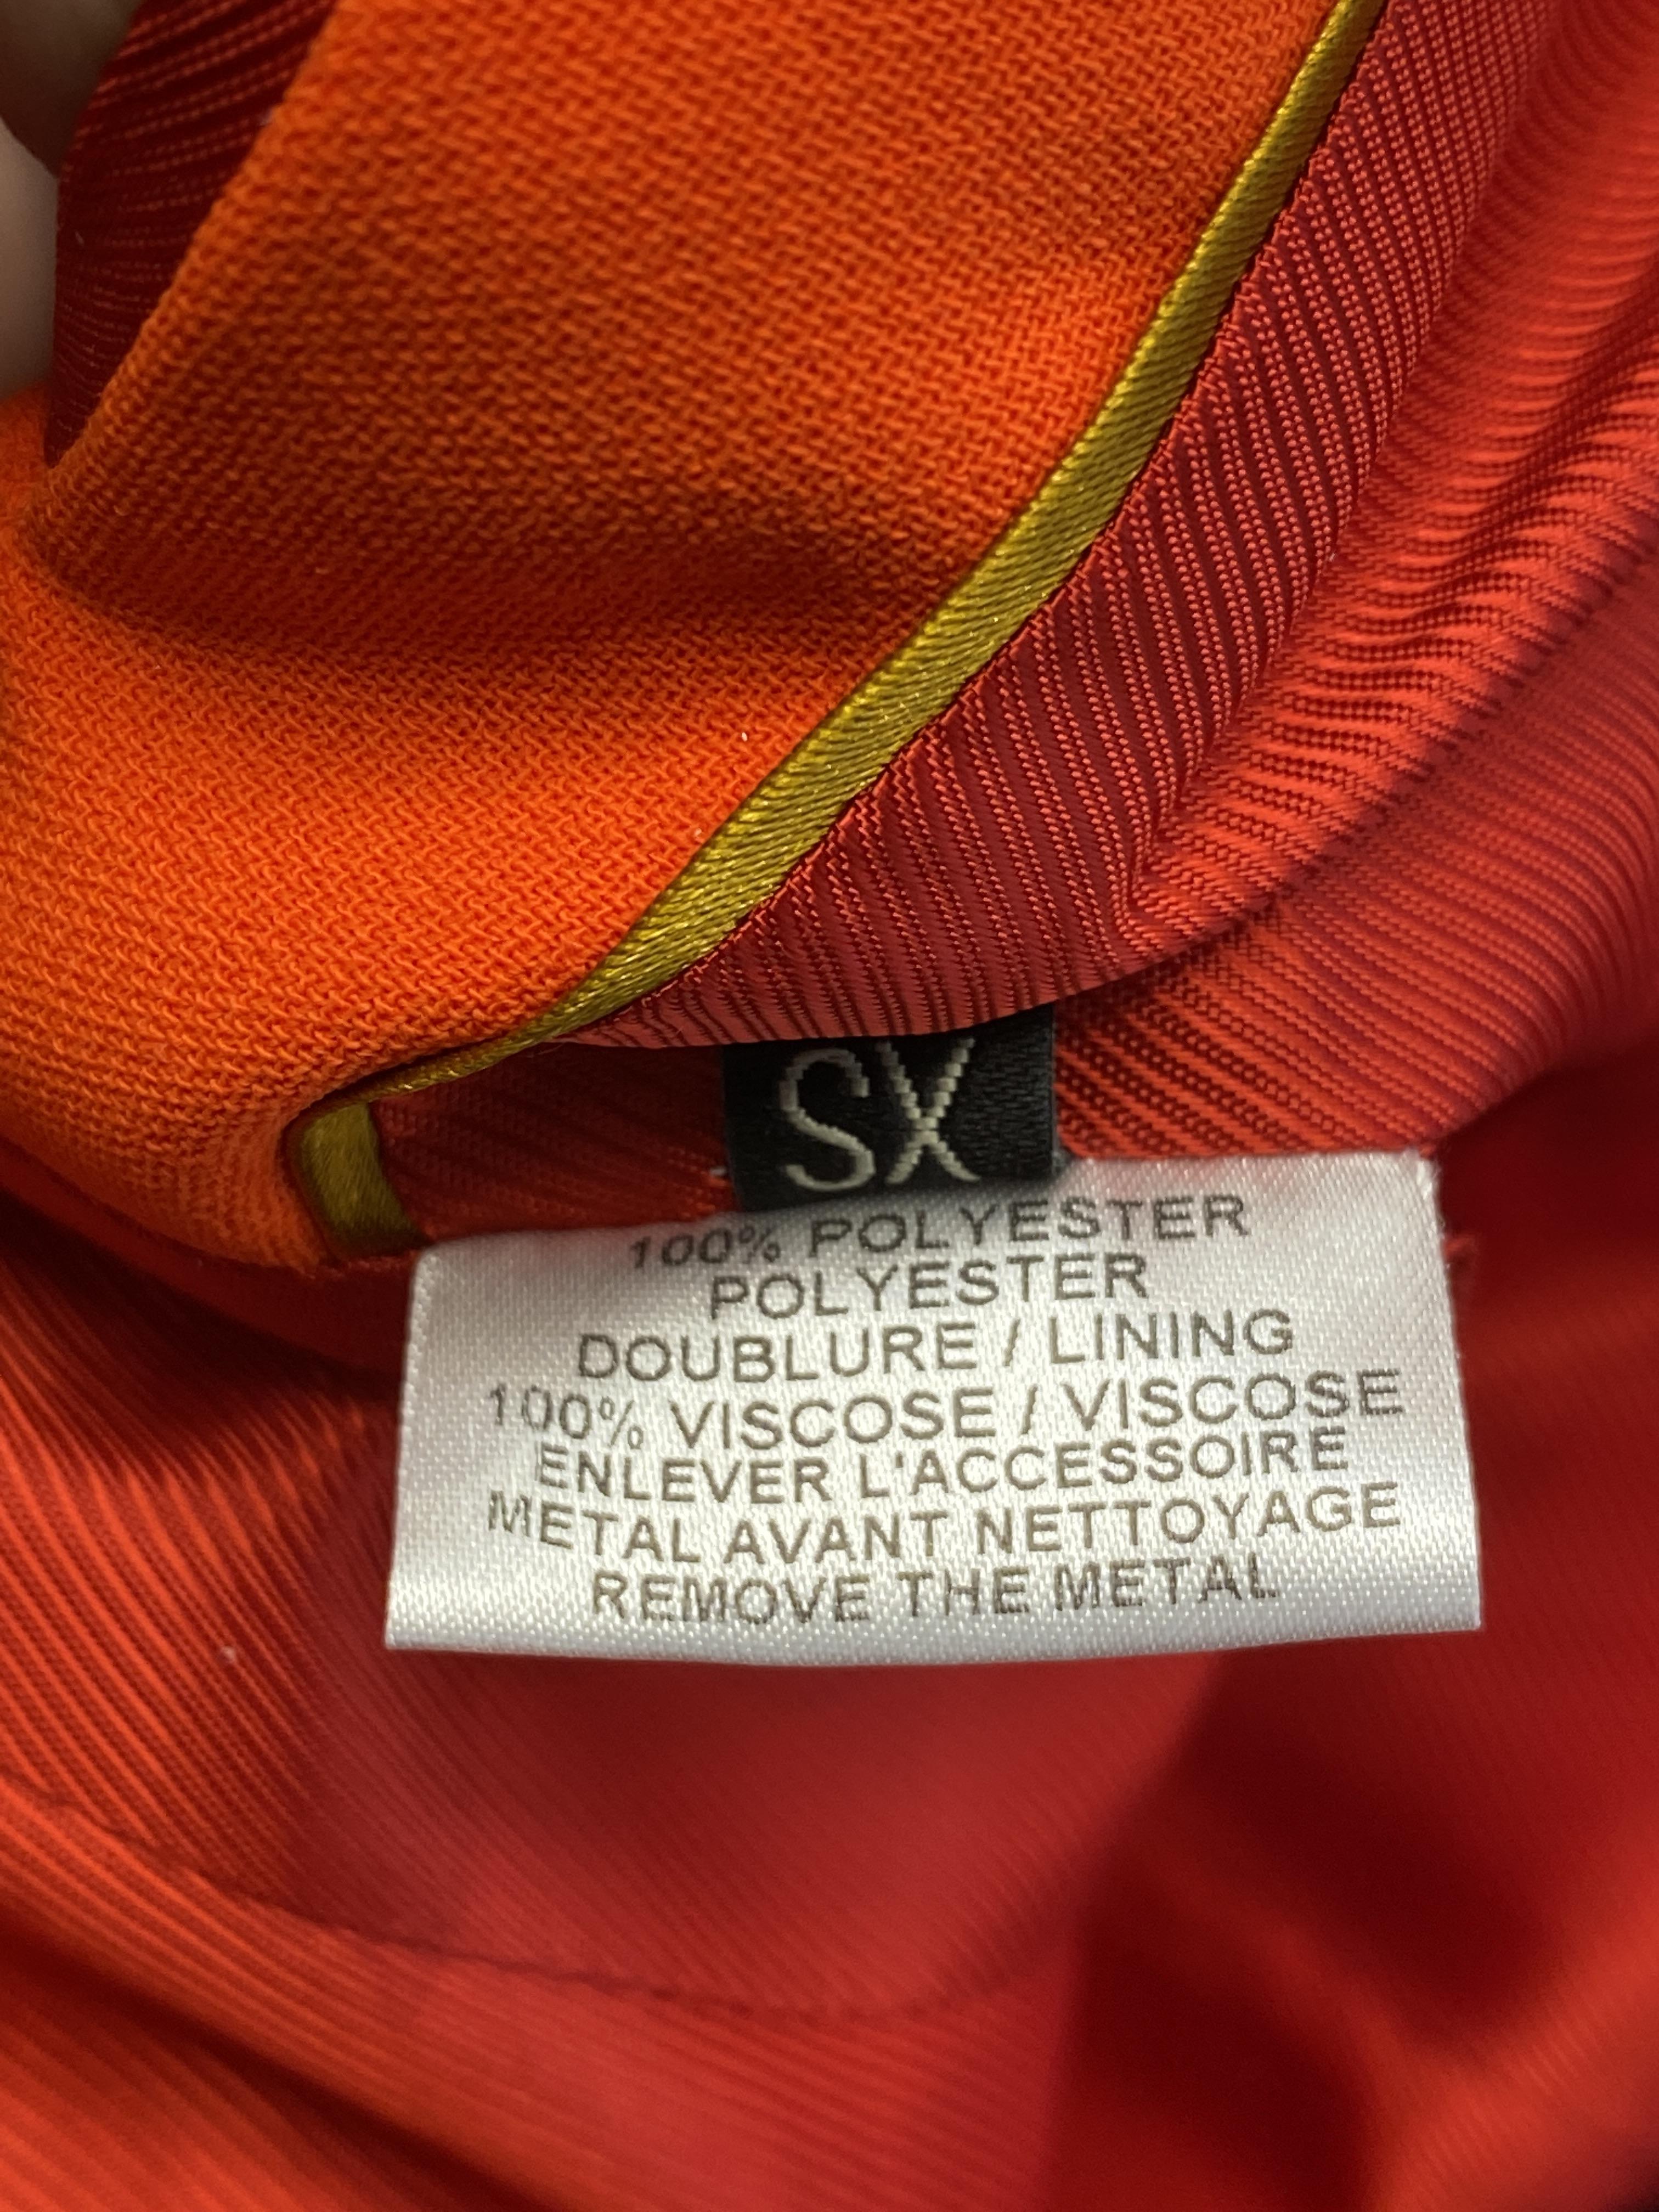 SX
100% POLYESTER
POLYESTER
DOUBLURE / LINING
100% VISCOSE / VISCOSE
ENLEVER L'ACCESSOIRE
METAL AVANT NETTOYAGE
REMOVE THE METAL